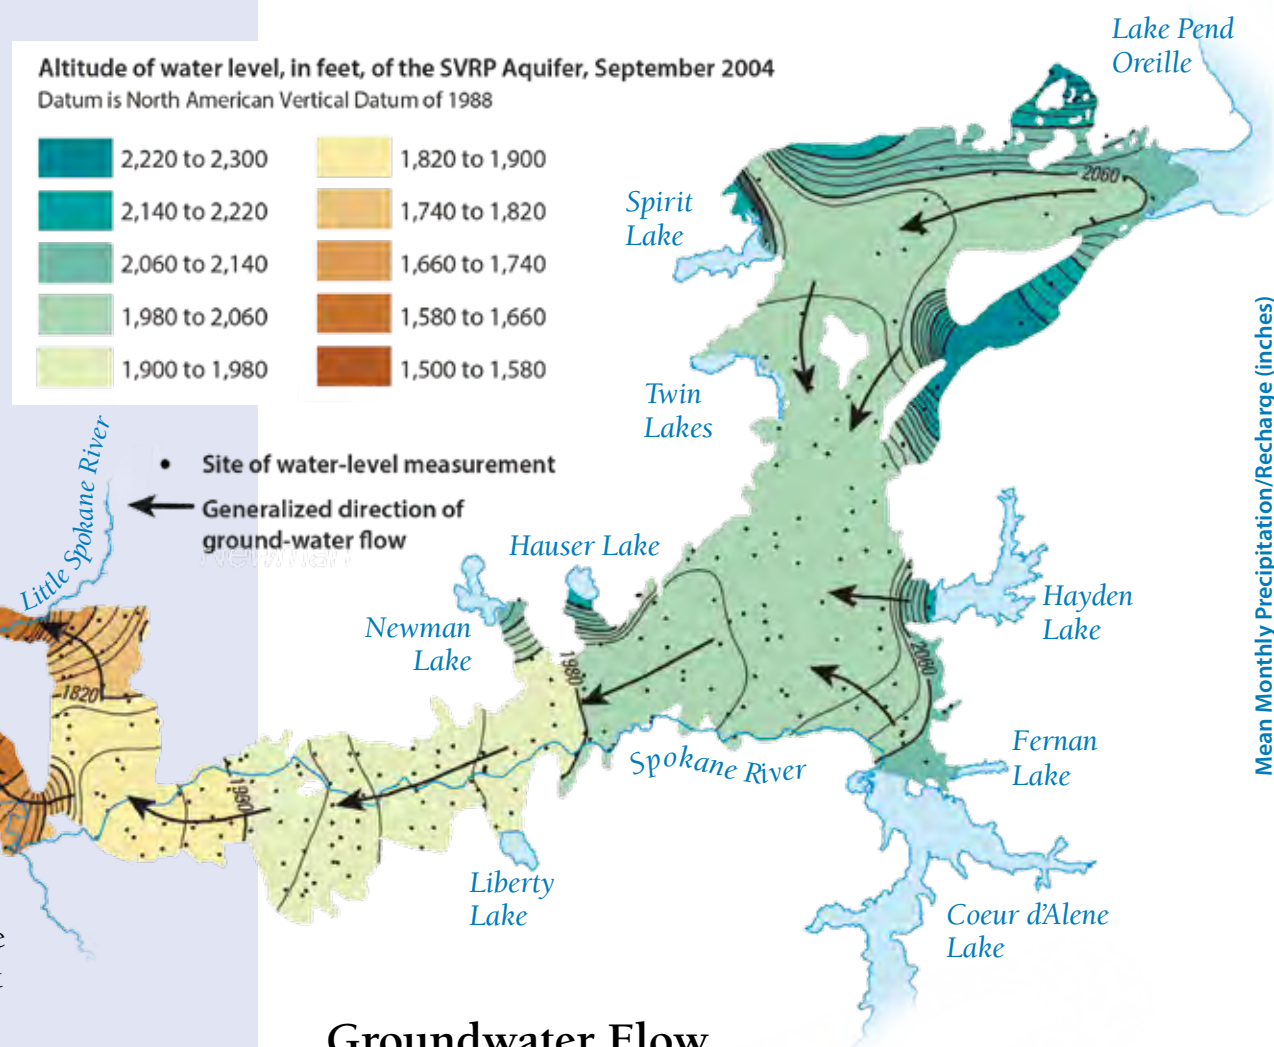 Lake Pend
Oreille
Altitude of water level, in feet, of the SVRP Aquifer, September 2004
Datum is North American Vertical Datum of 1988
2,220 to 2,300
2,140 to 2,220
2,060 to 2,140
1,980 to 2,060
1,900 to 1,980
1,820 to 1,900
1,740 to 1,820
1,660 to 1,740
1,580 to 1,660
1,500 to 1,580
2060
Spirit
Lake
Twin
Lakes
Mean Monthly Precipitation/Recharge (inches)
Little Spokane River
Site of water-level measurement
Generalized direction of
ground-water flow
Newman
Hauser Lake
Newman
Lake
Hayden
Lake
1980
2060
1820
Spokane River
Fernan
Lake
1980
Liberty
Lake
Coeur d'Alene
Lake
Groundwater Flow